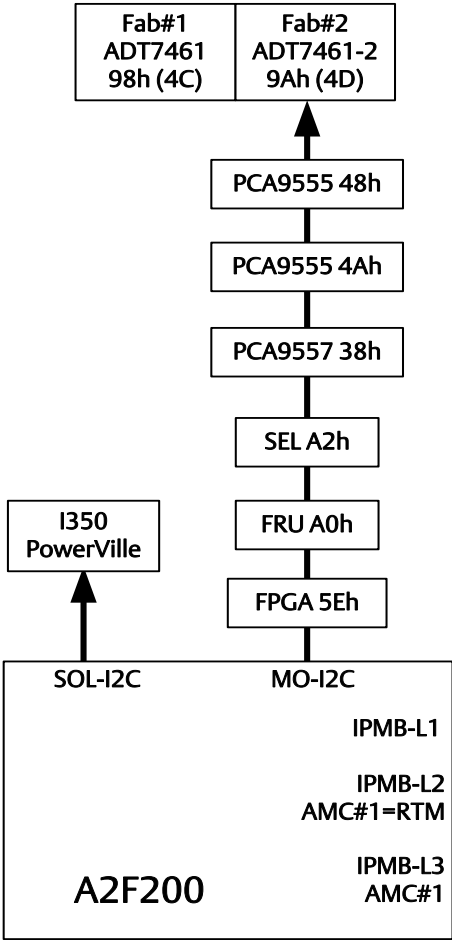 Fab#1
ADT7461
98h (4C)
Fab#2
ADT7461-2
9Ah (4D)
PCA9555 48h
PCA9555 4Ah
PCA9557 38h
SEL A2h
FRU A0h
I350
PowerVille
FPGA 5Eh
SOL-I2C
MO-I2C
IPMB-L1
IPMB-L2
AMC#1=RTM
IPMB-L3
AMC#1
A2F200